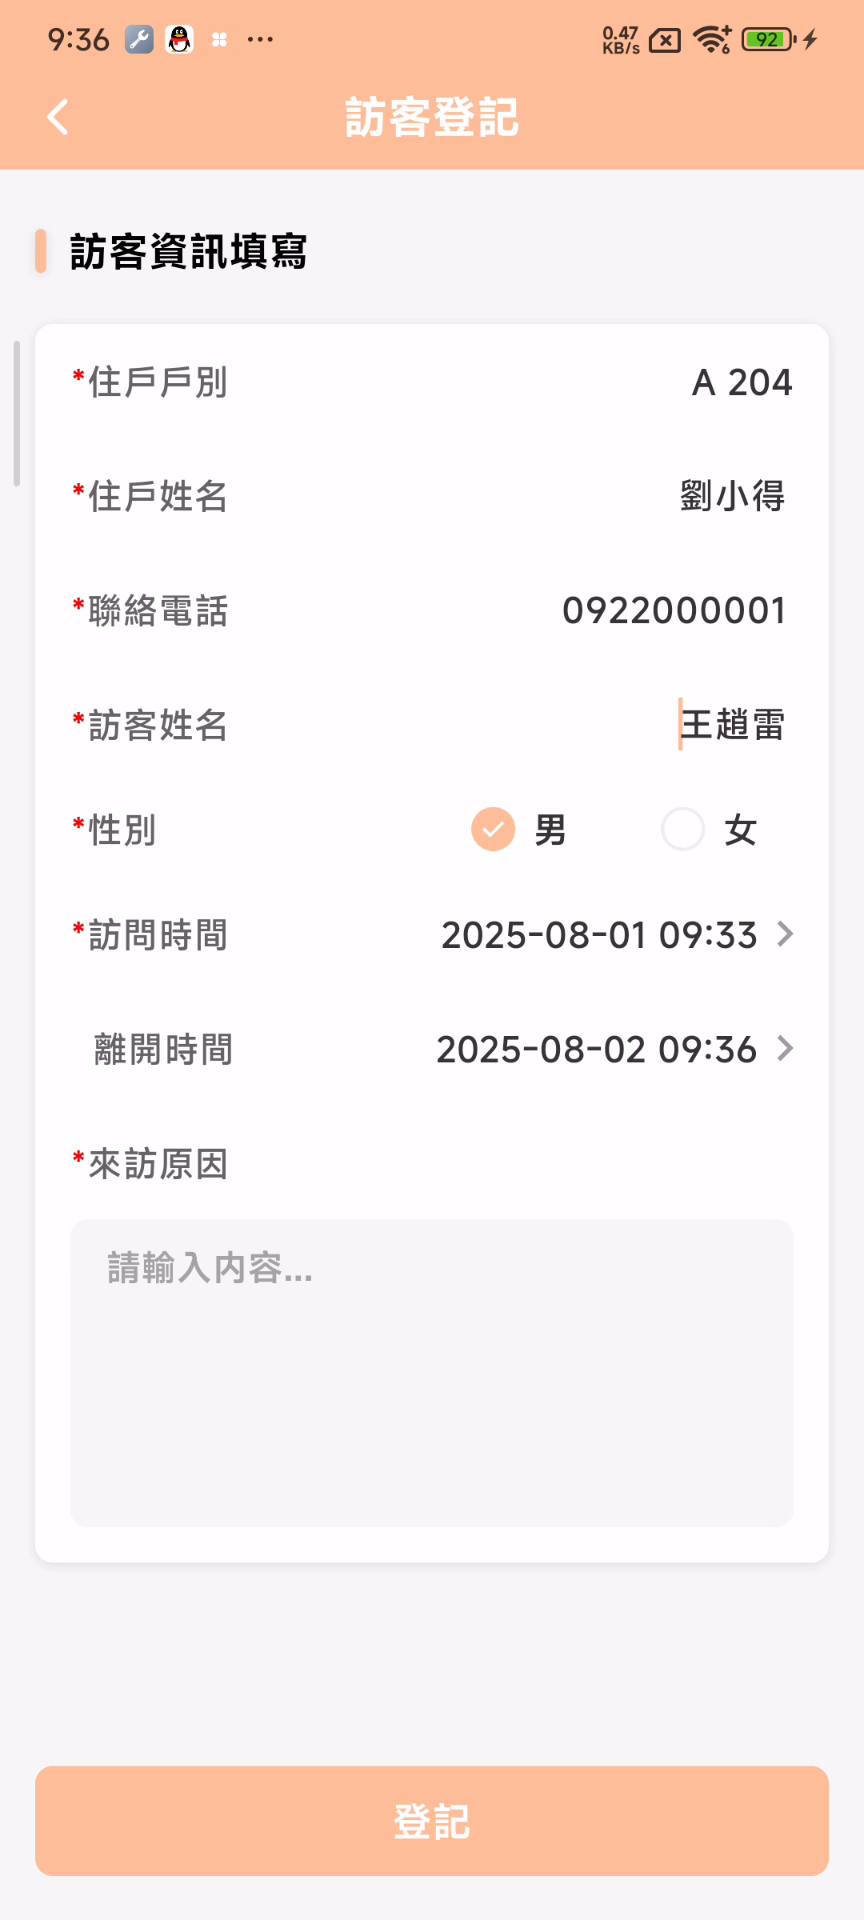 9:36 0.47 KB/s 6 92
訪客登記
訪客資訊填寫
*住戶戶別 A 204
*住戶姓名 劉小得
*聯絡電話 0922000001
*訪客姓名 王趙雷
*性別 男 女
*訪問時間 2025-08-01 09:33
離開時間 2025-08-02 09:36
*來訪原因
請輸入内容...
登記